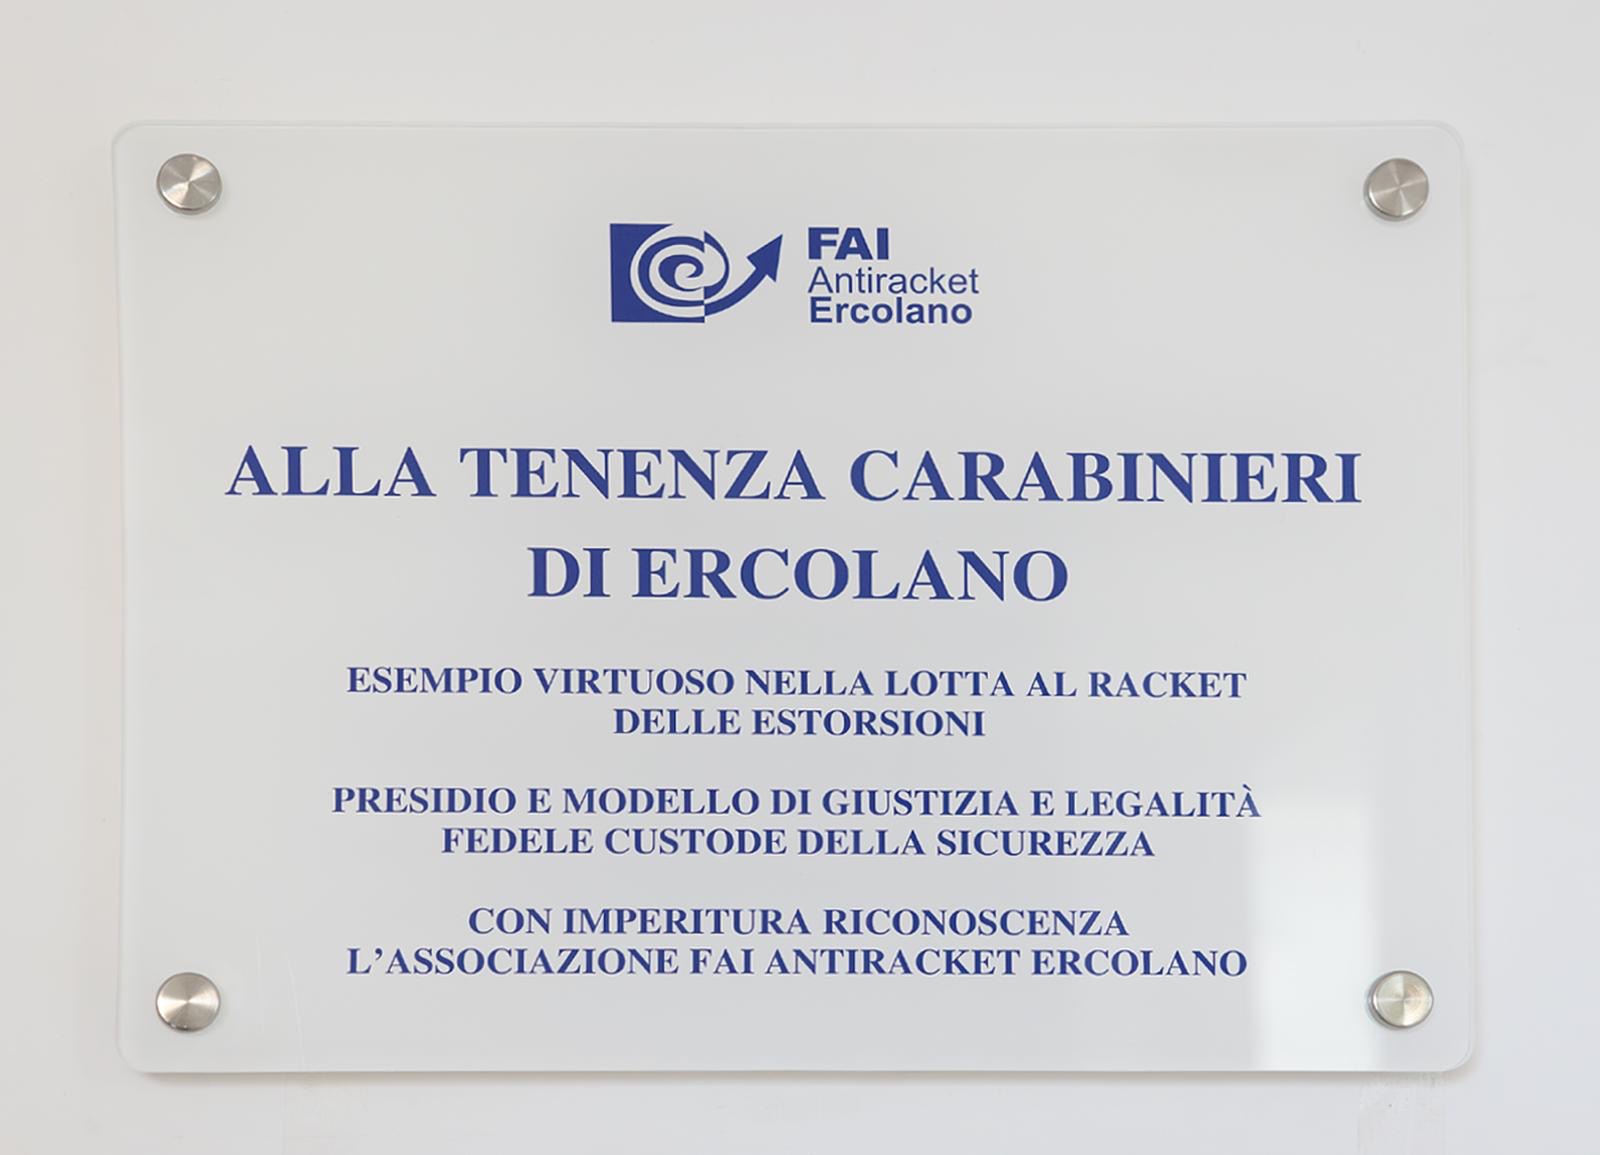 FAI
Antiracket
Ercolano
ALLA TENENZA CARABINIERI
DI ERCOLANO
ESEMPIO VIRTUOSO NELLA LOTTA AL RACKET
DELLE ESTORSIONI
PRESIDIO E MODELLO DI GIUSTIZIA E LEGALITÀ
FEDELE CUSTODE DELLA SICUREZZA
CON IMPERITURA RICONOSCENZA
L'ASSOCIAZIONE FAI ANTIRACKET ERCOLANO